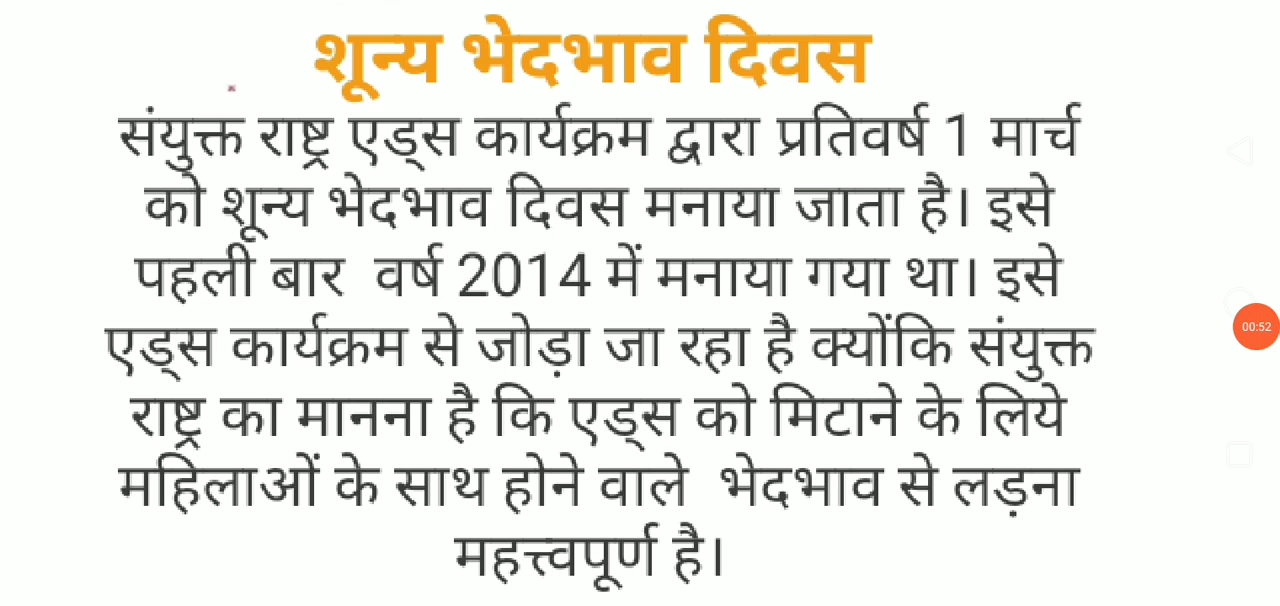 शून्य भेदभाव दिवस
संयुक्त राष्ट्र एड्स कार्यक्रम द्वारा प्रतिवर्ष 1 मार्च
को शून्य भेदभाव दिवस मनाया जाता है। इसे
पहली बार वर्ष 2014 में मनाया गया था। इसे
एड्स कार्यक्रम से जोड़ा जा रहा है क्योंकि संयुक्त
राष्ट्र का मानना है कि एड्स को मिटाने के लिये
महिलाओं के साथ होने वाले भेदभाव से लड़ना
महत्त्वपूर्ण है।
00:52